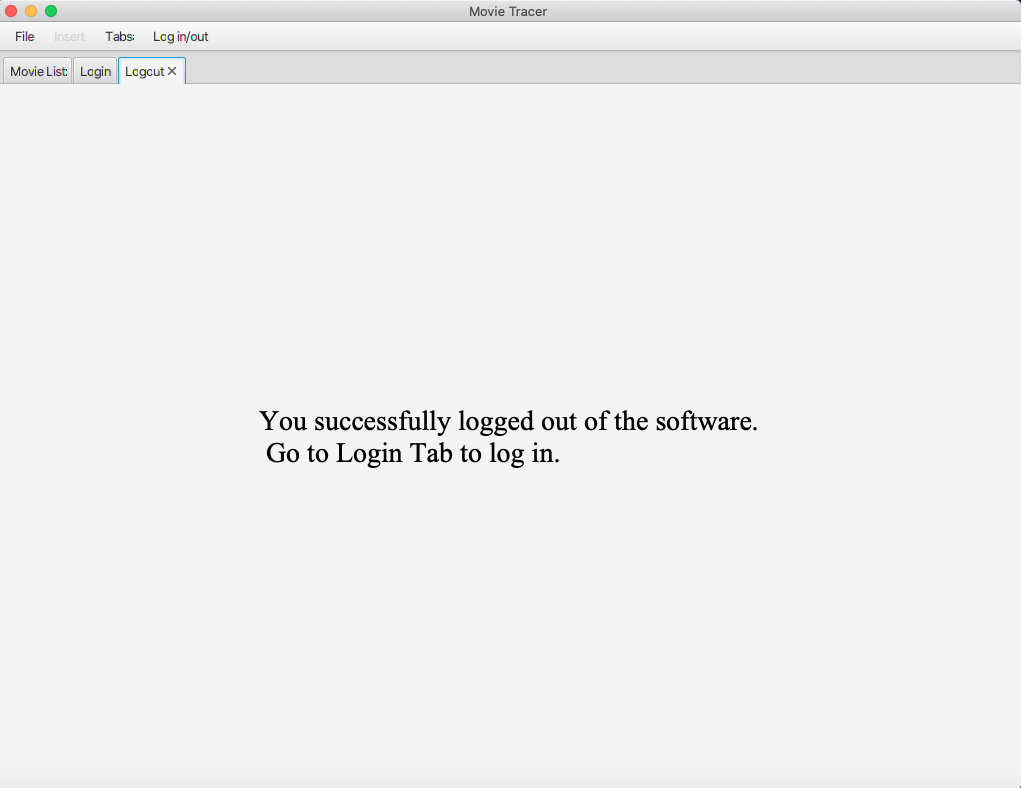 Movie Tracer
File Insert Tabs: Log in/out
Movie List: Login Logout ✕
You successfully logged out of the software.
Go to Login Tab to log in.